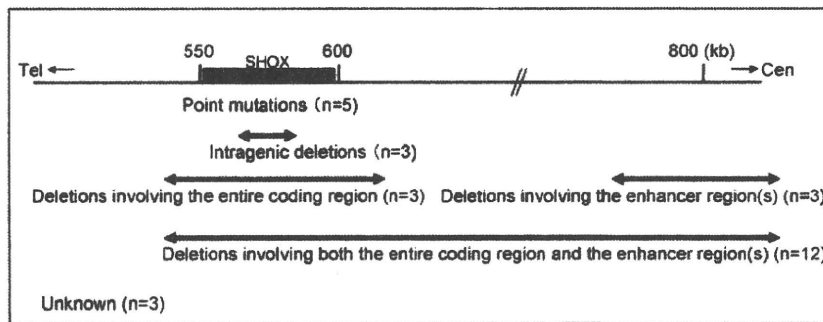 550 SHOX 600 800 (kb)
Tel ← → Cen
Point mutations (n=5)
Intragenic deletions (n=3)
Deletions involving the entire coding region (n=3) Deletions involving the enhancer region(s) (n=3)
Deletions involving both the entire coding region and the enhancer region(s) (n=12)
Unknown (n=3)